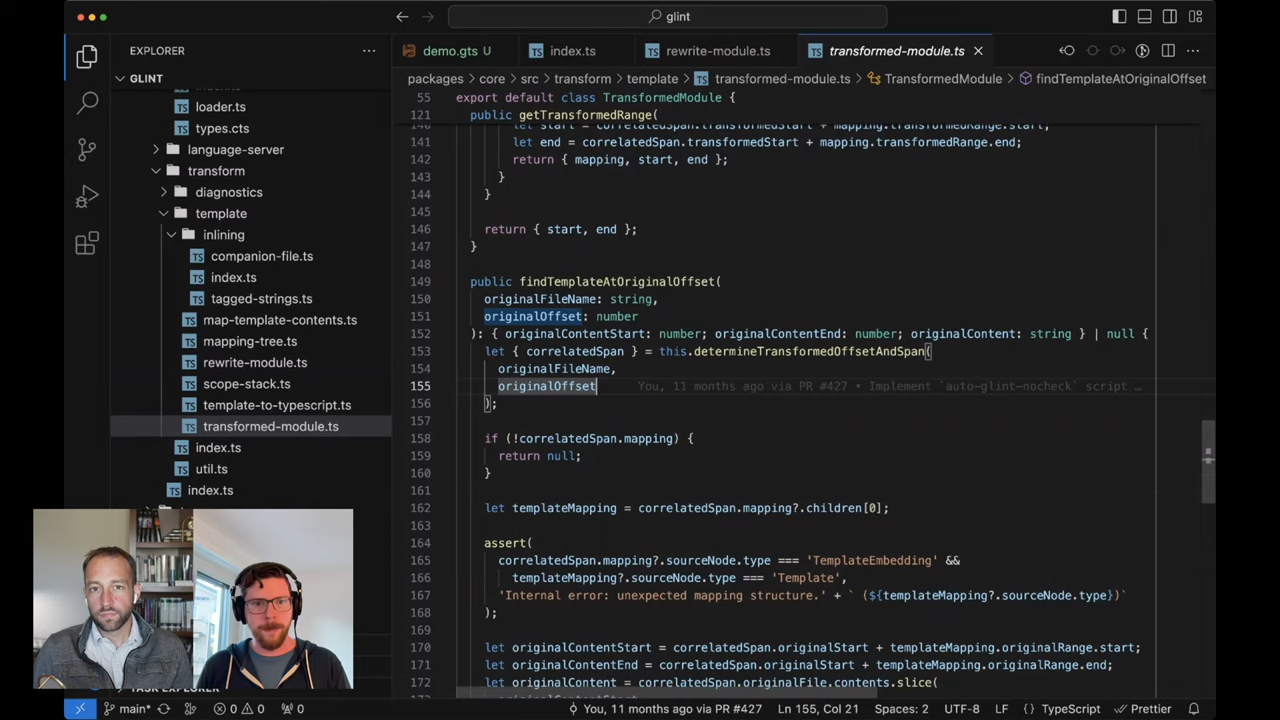 glint
EXPLORER
GLINT
loader.ts
types.cts
language-server
transform
diagnostics
template
inlining
companion-file.ts
index.ts
tagged-strings.ts
map-template-contents.ts
mapping-tree.ts
rewrite-module.ts
scope-stack.ts
template-to-typescript.ts
transformed-module.ts
index.ts
util.ts
index.ts
demo.gts U
index.ts
rewrite-module.ts
transformed-module.ts
packages > core > src > transform > template > transformed-module.ts > TransformedModule > findTemplateAtOriginalOffset
55 export default class TransformedModule {
121 public getTransformedRange(
140 let start = correlatedSpan.transformedStart + mapping.transformedRange.start;
141 let end = correlatedSpan.transformedStart + mapping.transformedRange.end;
142 return { mapping, start, end };
143 }
144 }
145
146 return { start, end };
147 }
148
149 public findTemplateAtOriginalOffset(
150 originalFileName: string,
151 originalOffset: number
152 ): { originalContentStart: number; originalContentEnd: number; originalContent: string } | null {
153 let { correlatedSpan } = this.determineTransformedOffsetAndSpan(
154 originalFileName,
155 originalOffset You, 11 months ago via PR #427 • Implement `auto-glint-nocheck` script …
156 );
157
158 if (!correlatedSpan.mapping) {
159 return null;
160 }
161
162 let templateMapping = correlatedSpan.mapping?.children[0];
163
164 assert(
165 correlatedSpan.mapping?.sourceNode.type === 'TemplateEmbedding' &&
166 templateMapping?.sourceNode.type === 'Template',
167 'Internal error: unexpected mapping structure.' + ` (${templateMapping?.sourceNode.type})`
168 );
169
170 let originalContentStart = correlatedSpan.originalStart + templateMapping.originalRange.start;
171 let originalContentEnd = correlatedSpan.originalStart + templateMapping.originalRange.end;
172 let originalContent = correlatedSpan.originalFile.contents.slice(
main* 0 0 0 You, 11 months ago via PR #427 Ln 155, Col 21 Spaces: 2 UTF-8 LF TypeScript Prettier